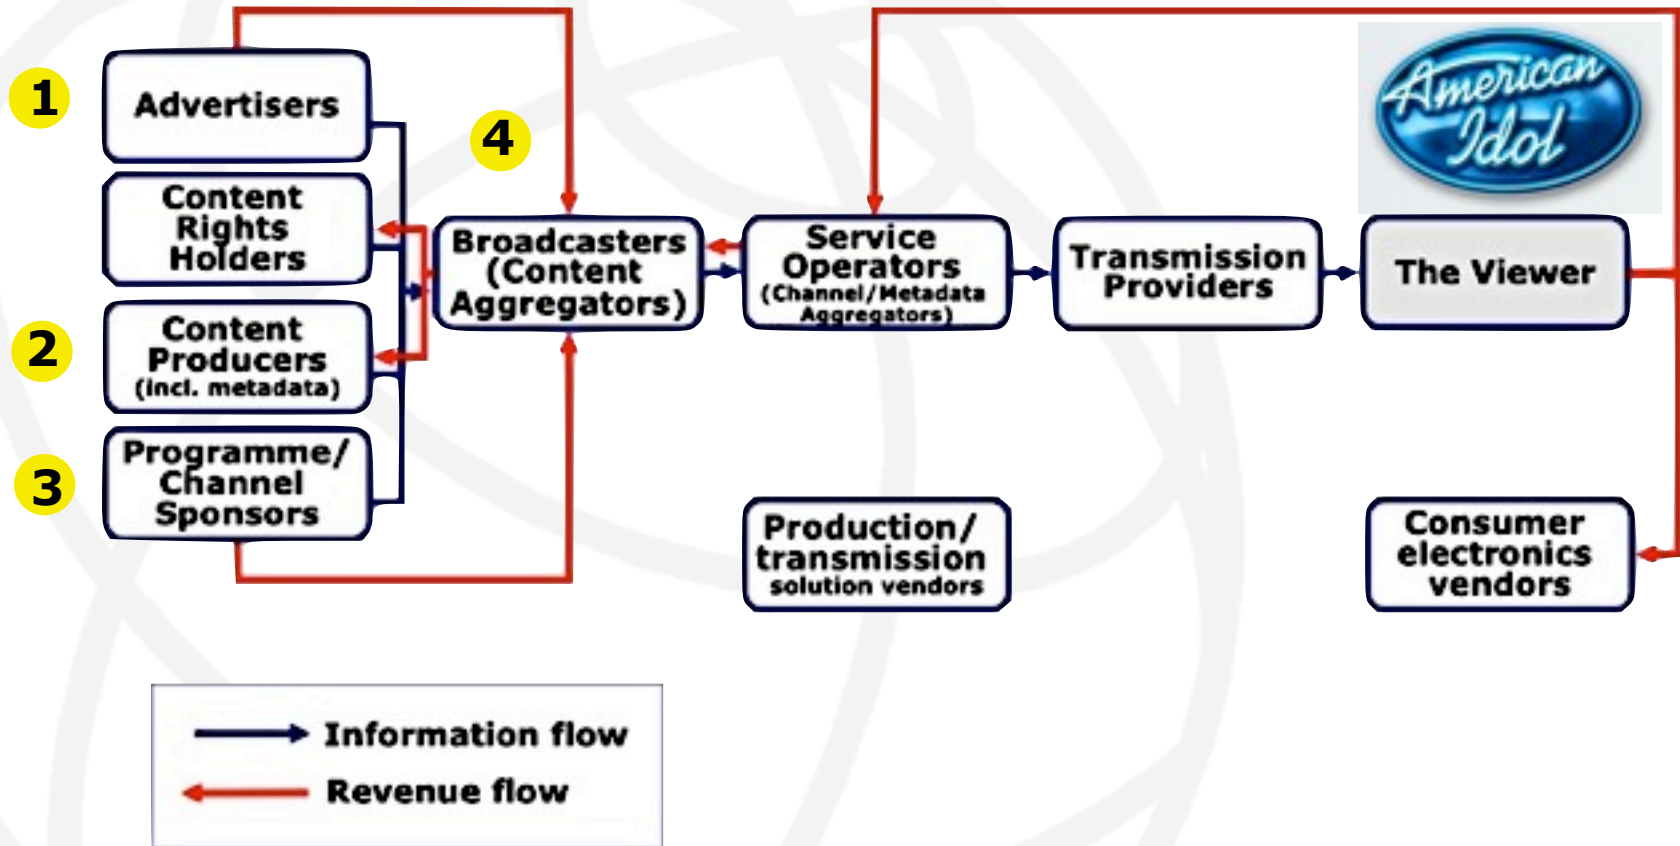 1
Advertisers
Content
Rights
Holders
2
Content
Producers
(incl. metadata)
3
Programme/
Channel
Sponsors
4
Broadcasters
(Content
Aggregators)
Service
Operators
(Channel/Metadata
Aggregators)
Transmission
Providers
American
Idol
The Viewer
Production/
transmission
solution vendors
Consumer
electronics
vendors
Information flow
Revenue flow